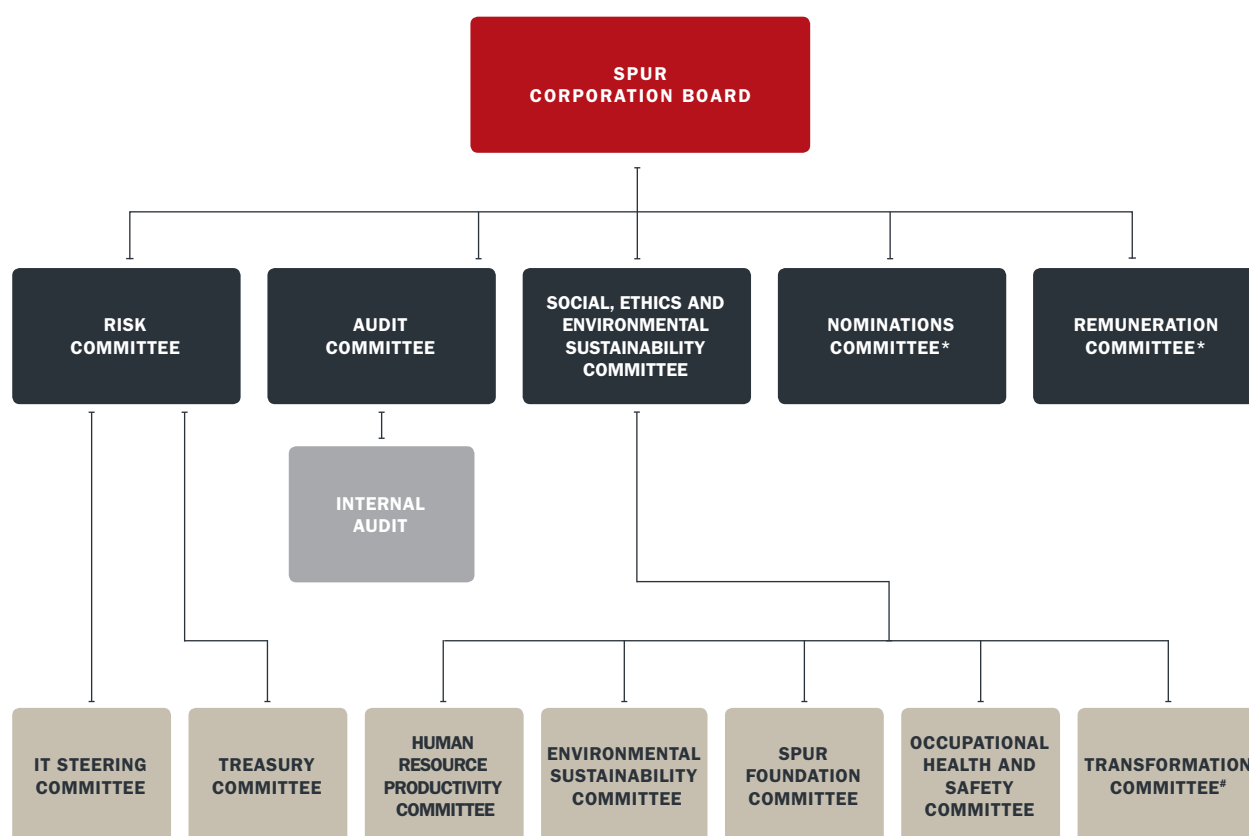 SPUR
CORPORATION BOARD
RISK
COMMITTEE
AUDIT
COMMITTEE
SOCIAL, ETHICS AND
ENVIRONMENTAL
SUSTAINABILITY
COMMITTEE
NOMINATIONS
COMMITTEE*
REMUNERATION
COMMITTEE*
INTERNAL
AUDIT
IT STEERING
COMMITTEE
TREASURY
COMMITTEE
HUMAN
RESOURCE
PRODUCTIVITY
COMMITTEE
ENVIRONMENTAL
SUSTAINABILITY
COMMITTEE
SPUR
FOUNDATION
COMMITTEE
OCCUPATIONAL
HEALTH AND
SAFETY
COMMITTEE
TRANSFORMATION
COMMITTEE#